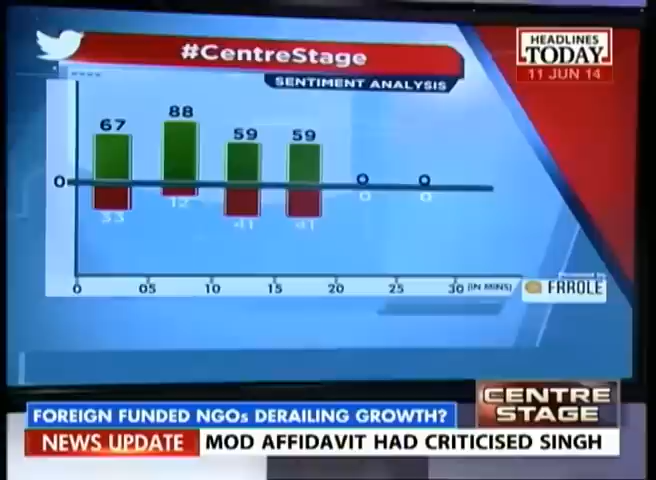 #CentreStage
SENTIMENT ANALYSIS
HEADLINES
TODAY
11 JUN 14
67 88 59 59 0 0
0
33 12 41 41 0 0
0 05 10 15 20 25 30 (IN MINS)
FRROLE
CENTRE
STAGE
FOREIGN FUNDED NGOs DERAILING GROWTH?
NEWS UPDATE MOD AFFIDAVIT HAD CRITICISED SINGH